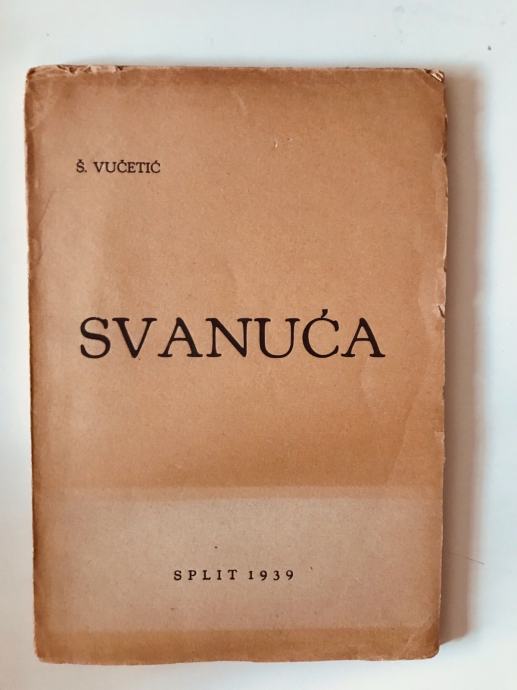 Š. VUČETIĆ
SVANUĆA
SPLIT 1939